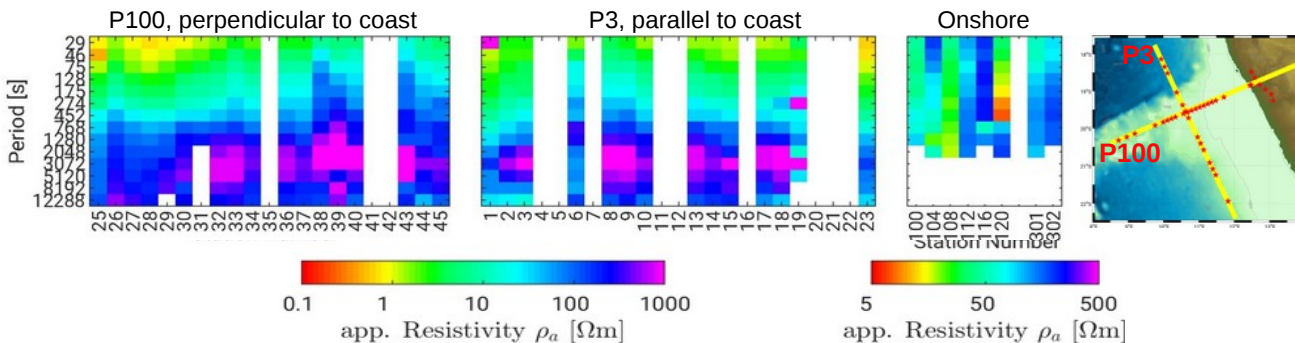 P100, perpendicular to coast
P3, parallel to coast
Onshore
Period [s]
29
46
128
175
274
452
768
2048
3072
5120
8192
12288
25 26 27 28 29 30 31 32 33 34 35 36 37 38 39 40 41 42 43 44 45
1 2 3 4 5 6 7 8 9 10 11 12 13 14 15 16 17 18 19 20 21 22 23
100 104 108 112 116 120 301 302
Station Number
P3
P100
0.1 1 10 100 1000
app. Resistivity ρa [Ωm]
5 50 500
app. Resistivity ρa [Ωm]